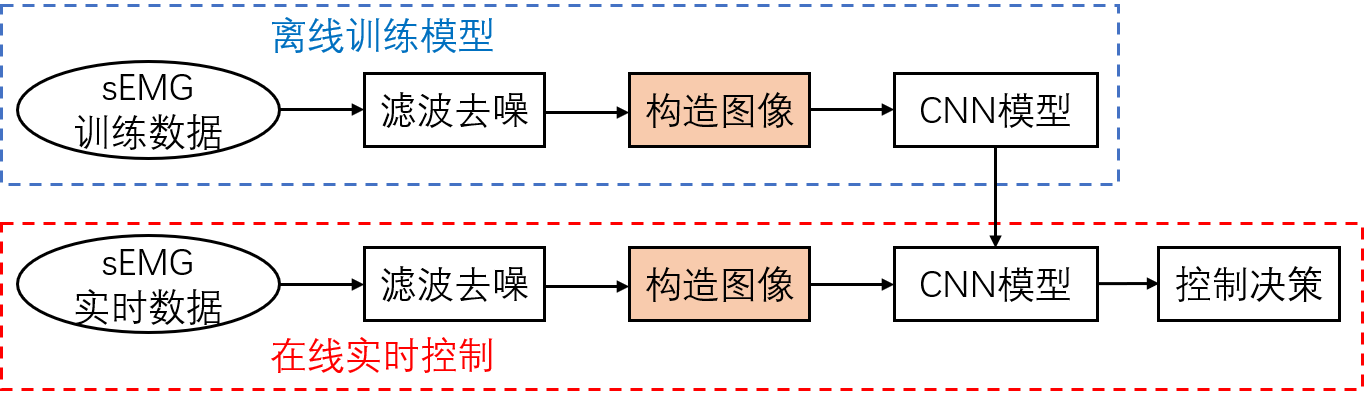 离线训练模型
sEMG
训练数据
滤波去噪
构造图像
CNN模型
sEMG
实时数据
滤波去噪
构造图像
CNN模型
控制决策
在线实时控制